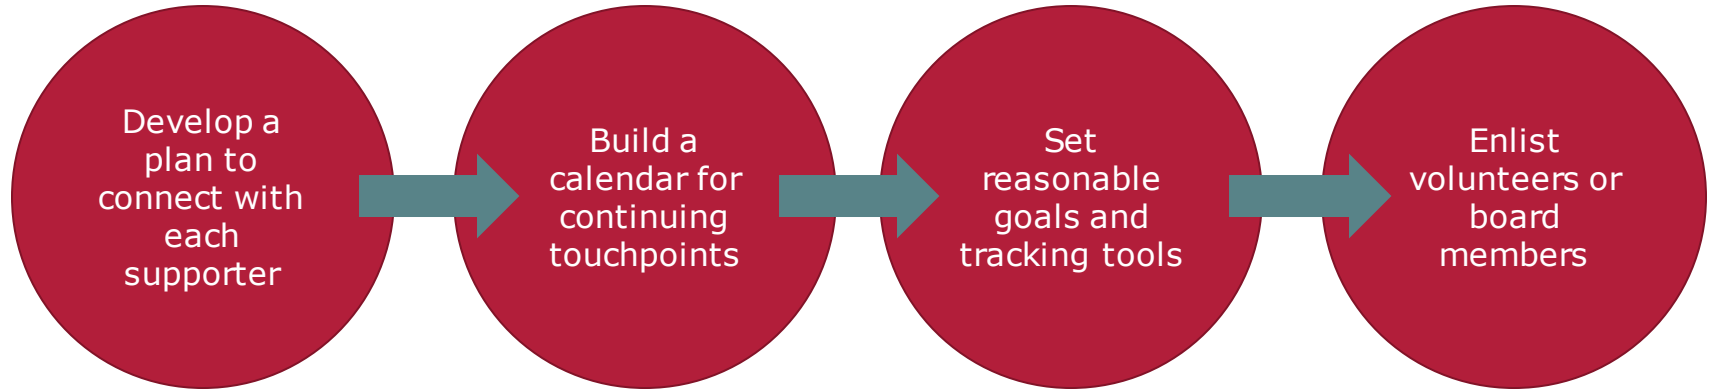 Develop a
plan to
connect with
each
supporter
Build a
calendar for
continuing
touchpoints
Set
reasonable
goals and
tracking tools
Enlist
volunteers or
board
members